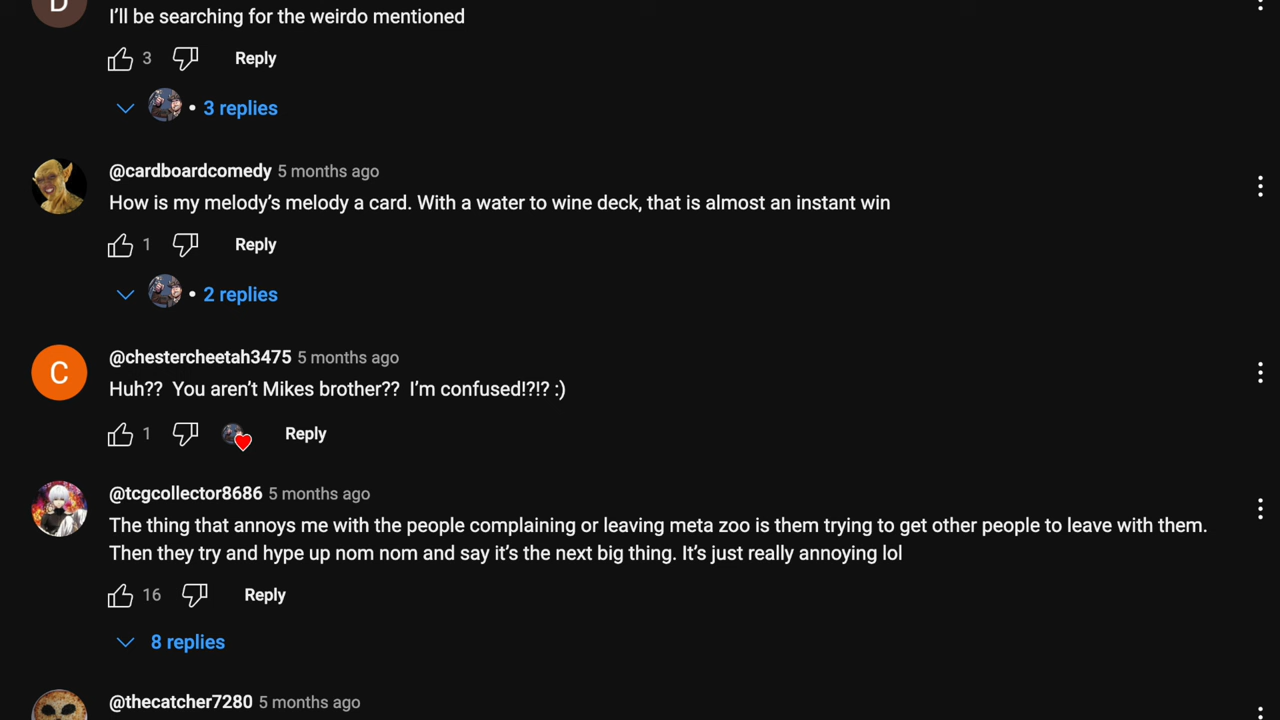 D
I’ll be searching for the weirdo mentioned
3 Reply
• 3 replies
@cardboardcomedy 5 months ago
How is my melody’s melody a card. With a water to wine deck, that is almost an instant win
1 Reply
• 2 replies
@chestercheetah3475 5 months ago
C
Huh??  You aren’t Mikes brother??  I’m confused!?!? :)
1 Reply
@tcgcollector8686 5 months ago
The thing that annoys me with the people complaining or leaving meta zoo is them trying to get other people to leave with them.
Then they try and hype up nom nom and say it’s the next big thing. It’s just really annoying lol
16 Reply
8 replies
@thecatcher7280 5 months ago